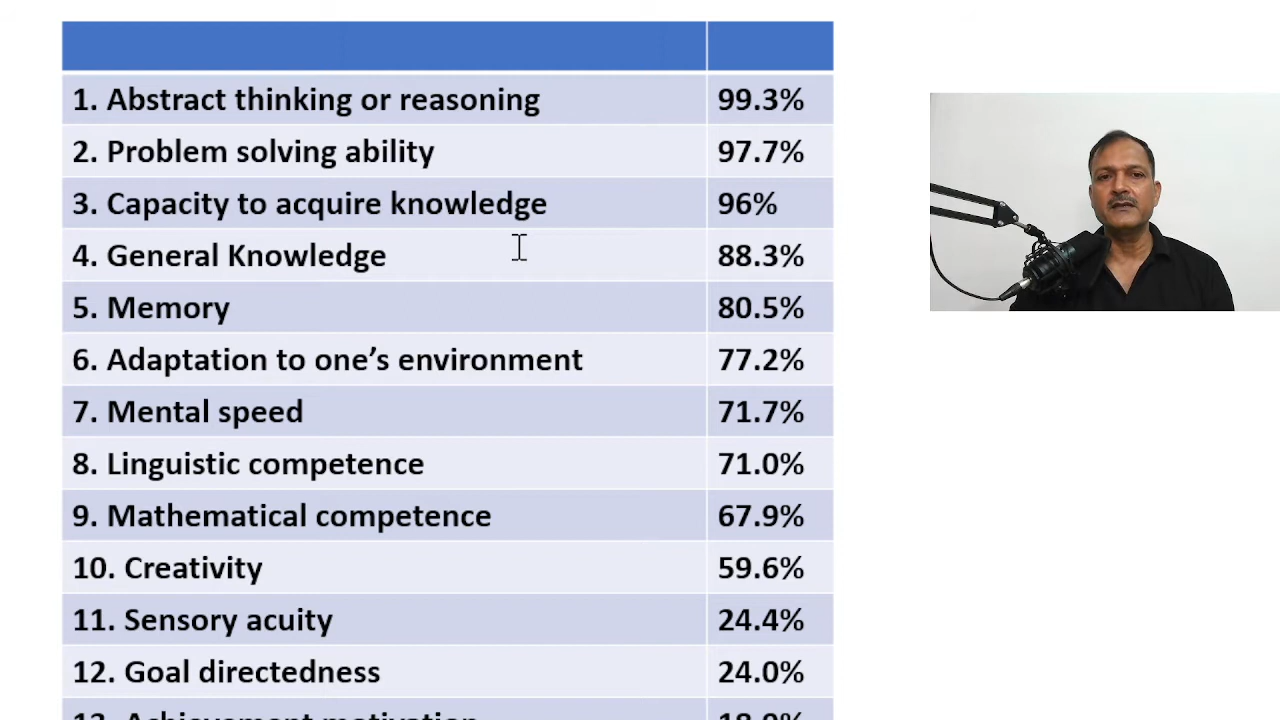 1. Abstract thinking or reasoning 99.3%
2. Problem solving ability 97.7%
3. Capacity to acquire knowledge 96%
4. General Knowledge 88.3%
5. Memory 80.5%
6. Adaptation to one’s environment 77.2%
7. Mental speed 71.7%
8. Linguistic competence 71.0%
9. Mathematical competence 67.9%
10. Creativity 59.6%
11. Sensory acuity 24.4%
12. Goal directedness 24.0%
13. Achievement motivation